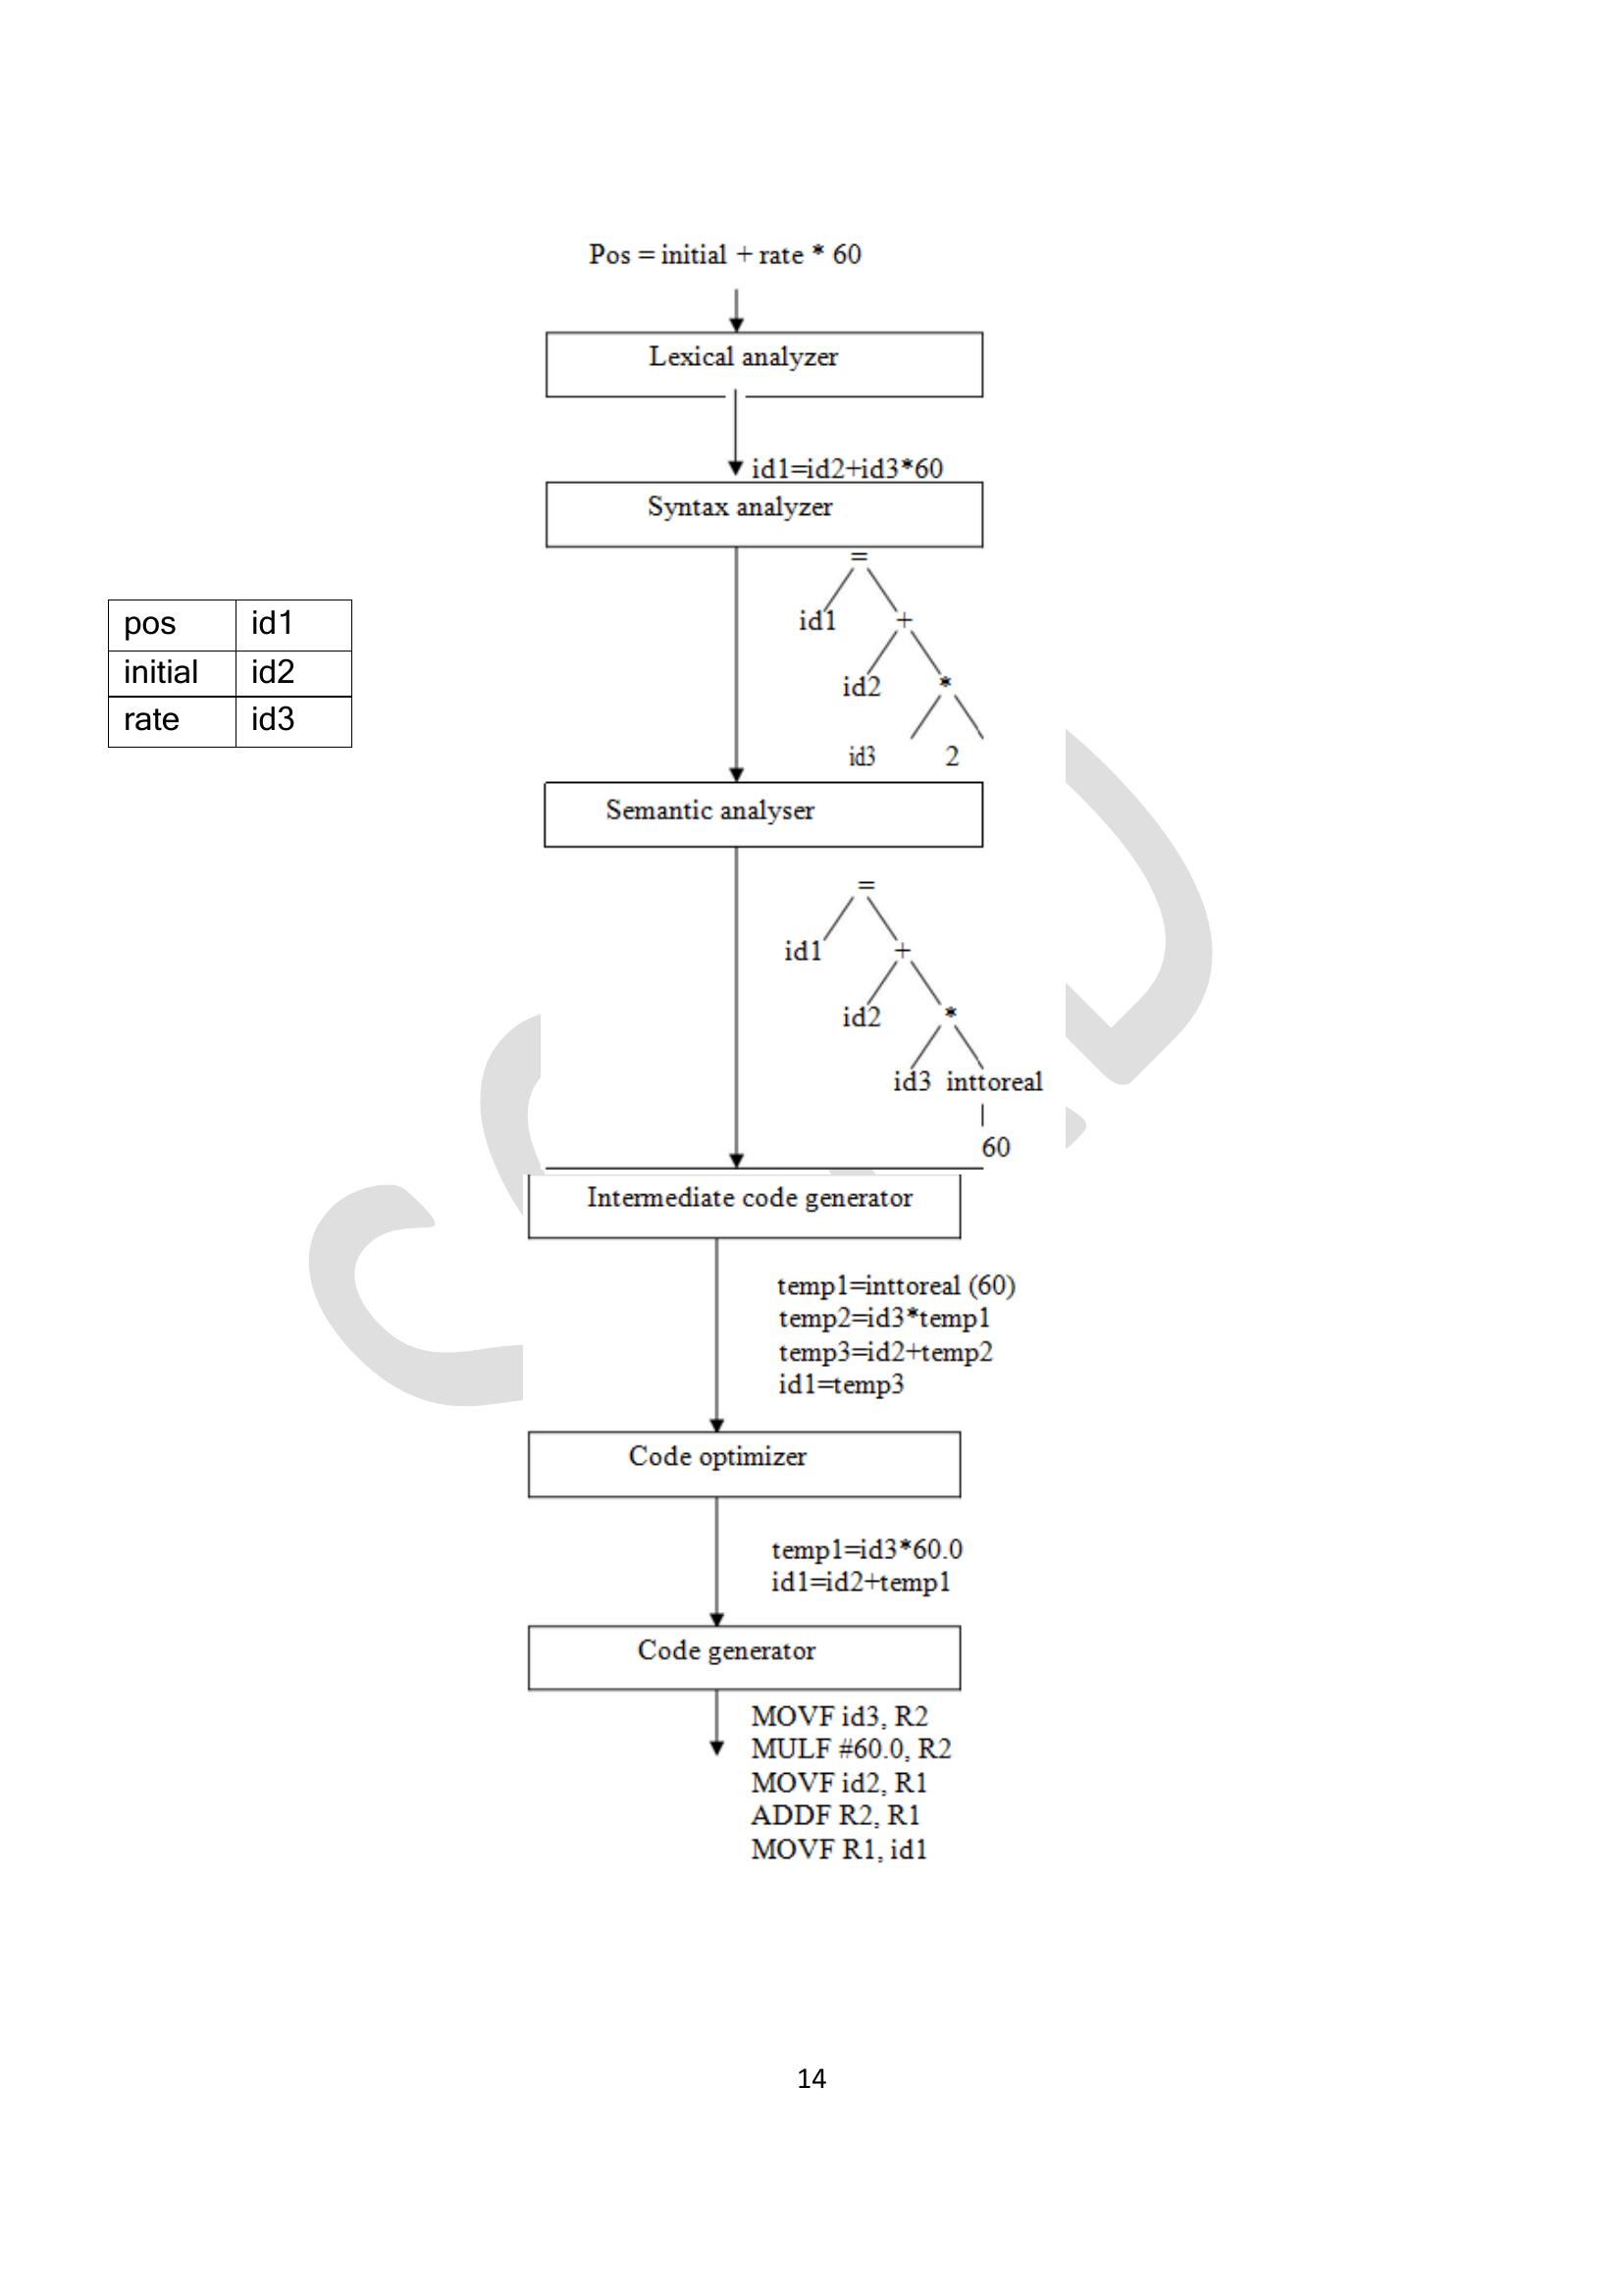 Pos = initial + rate * 60
Lexical analyzer
id1=id2+id3*60
Syntax analyzer
=
id1 +
id2 *
id3 2
pos id1
initial id2
rate id3
Semantic analyser
=
id1 +
id2 *
id3 inttoreal
60
Intermediate code generator
temp1=inttoreal (60)
temp2=id3*temp1
temp3=id2+temp2
id1=temp3
Code optimizer
temp1=id3*60.0
id1=id2+temp1
Code generator
MOVF id3, R2
MULF #60.0, R2
MOVF id2, R1
ADDF R2, R1
MOVF R1, id1
14